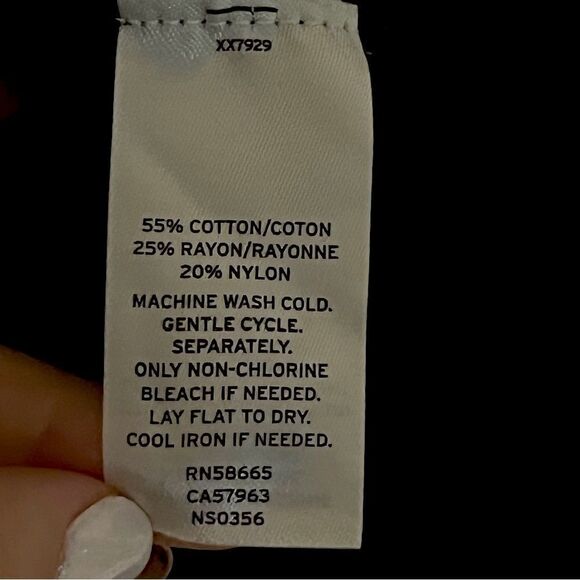 XX7929
55% COTTON/COTON
25% RAYON/RAYONNE
20% NYLON
MACHINE WASH COLD.
GENTLE CYCLE.
SEPARATELY.
ONLY NON-CHLORINE
BLEACH IF NEEDED.
LAY FLAT TO DRY.
COOL IRON IF NEEDED.
RN58665
CA57963
NS0356